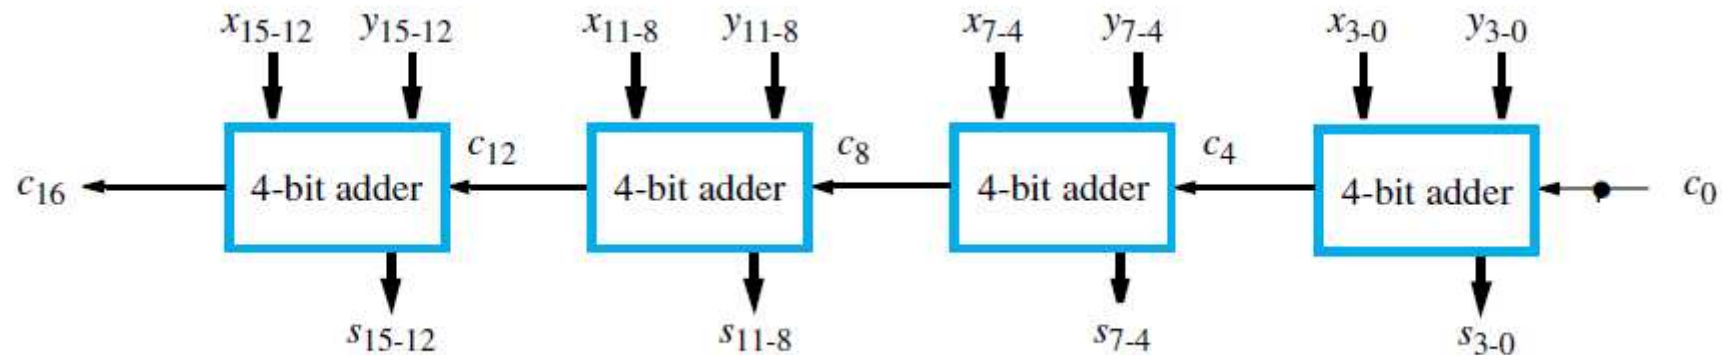 x15-12 y15-12 x11-8 y11-8 x7-4 y7-4 x3-0 y3-0
c16 4-bit adder c12 4-bit adder c8 4-bit adder c4 4-bit adder c0
s15-12 s11-8 s7-4 s3-0